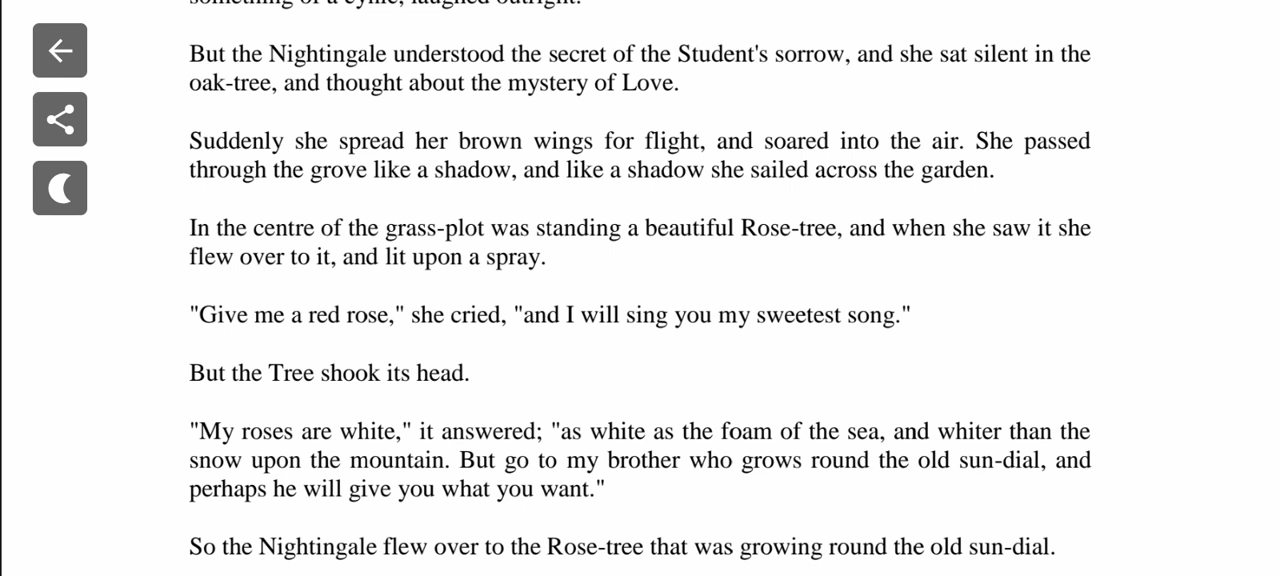 something of a cynic, laughed outright.
But the Nightingale understood the secret of the Student's sorrow, and she sat silent in the
oak-tree, and thought about the mystery of Love.
Suddenly she spread her brown wings for flight, and soared into the air. She passed
through the grove like a shadow, and like a shadow she sailed across the garden.
In the centre of the grass-plot was standing a beautiful Rose-tree, and when she saw it she
flew over to it, and lit upon a spray.
"Give me a red rose," she cried, "and I will sing you my sweetest song."
But the Tree shook its head.
"My roses are white," it answered; "as white as the foam of the sea, and whiter than the
snow upon the mountain. But go to my brother who grows round the old sun-dial, and
perhaps he will give you what you want."
So the Nightingale flew over to the Rose-tree that was growing round the old sun-dial.